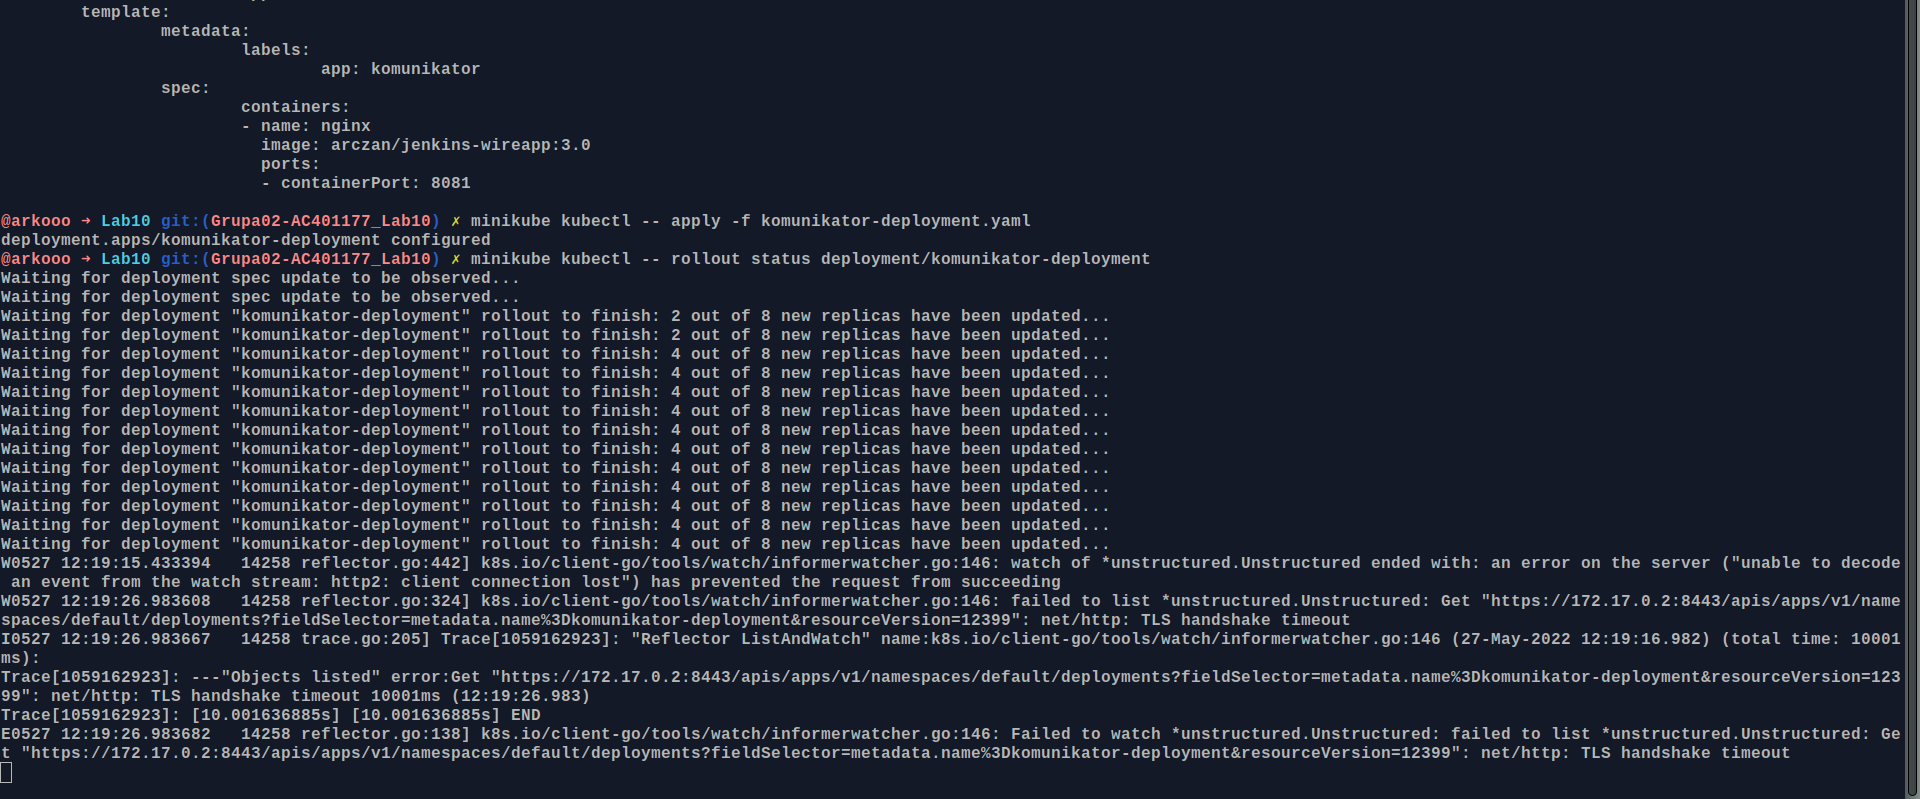 template:
metadata:
labels:
app: komunikator
spec:
containers:
- name: nginx
image: arczan/jenkins-wireapp:3.0
ports:
- containerPort: 8081
@arkooo → Lab10 git:(Grupa02-AC401177_Lab10) ✗ minikube kubectl -- apply -f komunikator-deployment.yaml
deployment.apps/komunikator-deployment configured
@arkooo → Lab10 git:(Grupa02-AC401177_Lab10) ✗ minikube kubectl -- rollout status deployment/komunikator-deployment
Waiting for deployment spec update to be observed...
Waiting for deployment spec update to be observed...
Waiting for deployment "komunikator-deployment" rollout to finish: 2 out of 8 new replicas have been updated...
Waiting for deployment "komunikator-deployment" rollout to finish: 2 out of 8 new replicas have been updated...
Waiting for deployment "komunikator-deployment" rollout to finish: 4 out of 8 new replicas have been updated...
Waiting for deployment "komunikator-deployment" rollout to finish: 4 out of 8 new replicas have been updated...
Waiting for deployment "komunikator-deployment" rollout to finish: 4 out of 8 new replicas have been updated...
Waiting for deployment "komunikator-deployment" rollout to finish: 4 out of 8 new replicas have been updated...
Waiting for deployment "komunikator-deployment" rollout to finish: 4 out of 8 new replicas have been updated...
Waiting for deployment "komunikator-deployment" rollout to finish: 4 out of 8 new replicas have been updated...
Waiting for deployment "komunikator-deployment" rollout to finish: 4 out of 8 new replicas have been updated...
Waiting for deployment "komunikator-deployment" rollout to finish: 4 out of 8 new replicas have been updated...
Waiting for deployment "komunikator-deployment" rollout to finish: 4 out of 8 new replicas have been updated...
Waiting for deployment "komunikator-deployment" rollout to finish: 4 out of 8 new replicas have been updated...
Waiting for deployment "komunikator-deployment" rollout to finish: 4 out of 8 new replicas have been updated...
W0527 12:19:15.433394   14258 reflector.go:442] k8s.io/client-go/tools/watch/informerwatcher.go:146: watch of *unstructured.Unstructured ended with: an error on the server ("unable to decode
an event from the watch stream: http2: client connection lost") has prevented the request from succeeding
W0527 12:19:26.983608   14258 reflector.go:324] k8s.io/client-go/tools/watch/informerwatcher.go:146: failed to list *unstructured.Unstructured: Get "https://172.17.0.2:8443/apis/apps/v1/name
spaces/default/deployments?fieldSelector=metadata.name%3Dkomunikator-deployment&resourceVersion=12399": net/http: TLS handshake timeout
I0527 12:19:26.983667   14258 trace.go:205] Trace[1059162923]: "Reflector ListAndWatch" name:k8s.io/client-go/tools/watch/informerwatcher.go:146 (27-May-2022 12:19:16.982) (total time: 10001
ms):
Trace[1059162923]: ---"Objects listed" error:Get "https://172.17.0.2:8443/apis/apps/v1/namespaces/default/deployments?fieldSelector=metadata.name%3Dkomunikator-deployment&resourceVersion=123
99": net/http: TLS handshake timeout 10001ms (12:19:26.983)
Trace[1059162923]: [10.001636885s] [10.001636885s] END
E0527 12:19:26.983682   14258 reflector.go:138] k8s.io/client-go/tools/watch/informerwatcher.go:146: Failed to watch *unstructured.Unstructured: failed to list *unstructured.Unstructured: Ge
t "https://172.17.0.2:8443/apis/apps/v1/namespaces/default/deployments?fieldSelector=metadata.name%3Dkomunikator-deployment&resourceVersion=12399": net/http: TLS handshake timeout